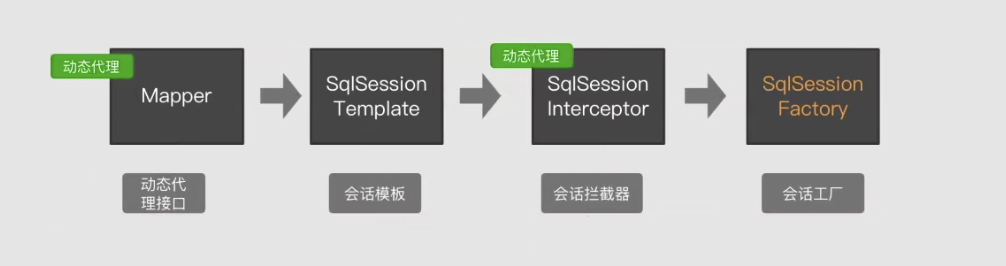 动态代理
Mapper
动态代
理接口
SqlSession
Template
会话模板
动态代理
SqlSession
Interceptor
会话拦截器
SqlSession
Factory
会话工厂